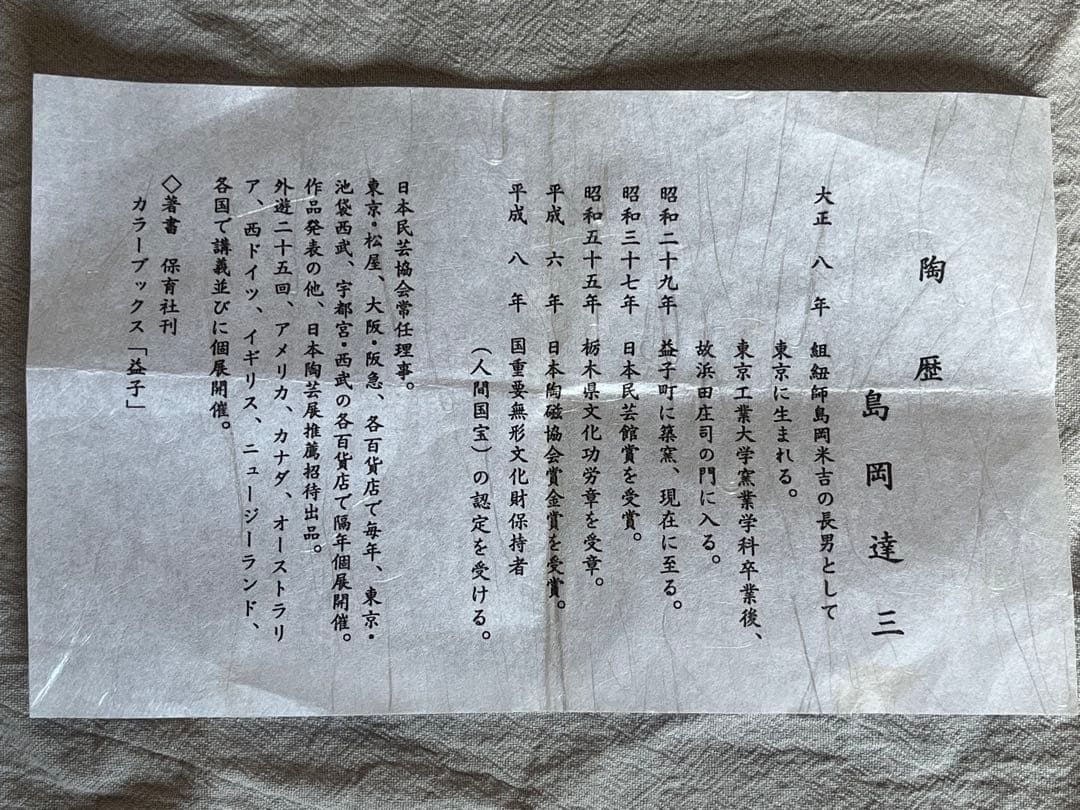 陶歴
島岡達三
大正八年 組紐師島岡米吉の長男として
東京に生まれる。
東京工業大学窯業学科卒業後、
故浜田庄司の門に入る。
昭和二十九年 益子町に築窯、現在に至る。
昭和三十七年 日本民芸館賞を受賞。
昭和五十五年 栃木県文化功労章を受章。
平成六年 日本陶磁協会賞金賞を受賞。
平成八年 国重要無形文化財保持者
（人間国宝）の認定を受ける。
日本民芸協会常任理事。
東京・松屋、大阪・阪急、各百貨店で毎年、東京・
池袋西武、宇都宮・西武の各百貨店で隔年個展開催。
作品発表の他、日本陶芸展推薦招待出品。
外遊二十五回、アメリカ、カナダ、オーストラリ
ア、西ドイツ、イギリス、ニュージーランド、
各国で講義並びに個展開催。
◇著書 保育社刊
カラーブックス「益子」